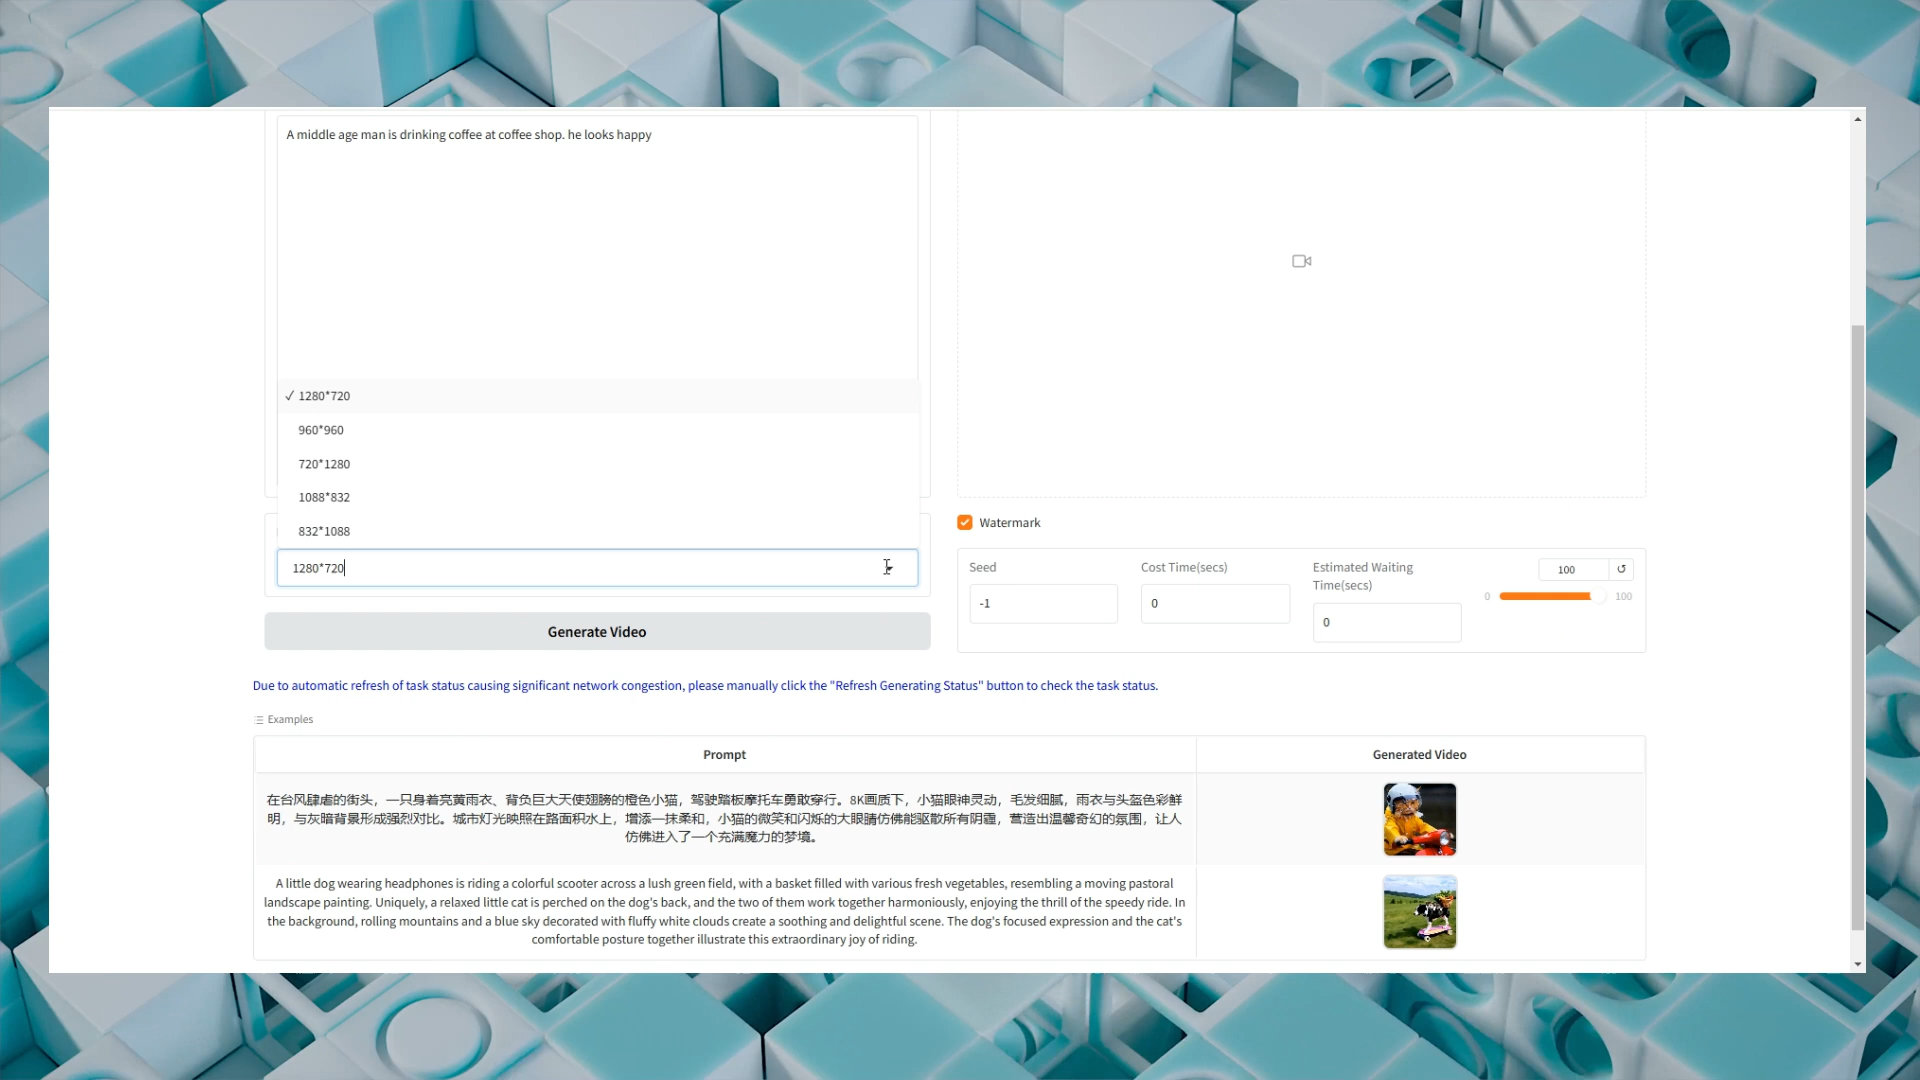 A middle age man is drinking coffee at coffee shop. he looks happy
✓ 1280*720
960*960
720*1280
1088*832
832*1088
1280*720
Generate Video
Watermark
Seed
-1
Cost Time(secs)
0
Estimated Waiting
Time(secs)
0
100
↺
0
100
Due to automatic refresh of task status causing significant network congestion, please manually click the "Refresh Generating Status" button to check the task status.
Examples
Prompt
Generated Video
在台风肆虐的街头，一只身着亮黄雨衣、背负巨大天使翅膀的橙色小猫，驾驶踏板摩托车勇敢穿行。8K画质下，小猫眼神灵动，毛发细腻，雨衣与头盔色彩鲜
明，与灰暗背景形成强烈对比。城市灯光映照在路面积水上，增添一抹柔和，小猫的微笑和闪烁的大眼睛仿佛能驱散所有阴霾，营造出温馨奇幻的氛围，让人
仿佛进入了一个充满魔力的梦境。
A little dog wearing headphones is riding a colorful scooter across a lush green field, with a basket filled with various fresh vegetables, resembling a moving pastoral
landscape painting. Uniquely, a relaxed little cat is perched on the dog's back, and the two of them work together harmoniously, enjoying the thrill of the speedy ride. In
the background, rolling mountains and a blue sky decorated with fluffy white clouds create a soothing and delightful scene. The dog's focused expression and the cat's
comfortable posture together illustrate this extraordinary joy of riding.